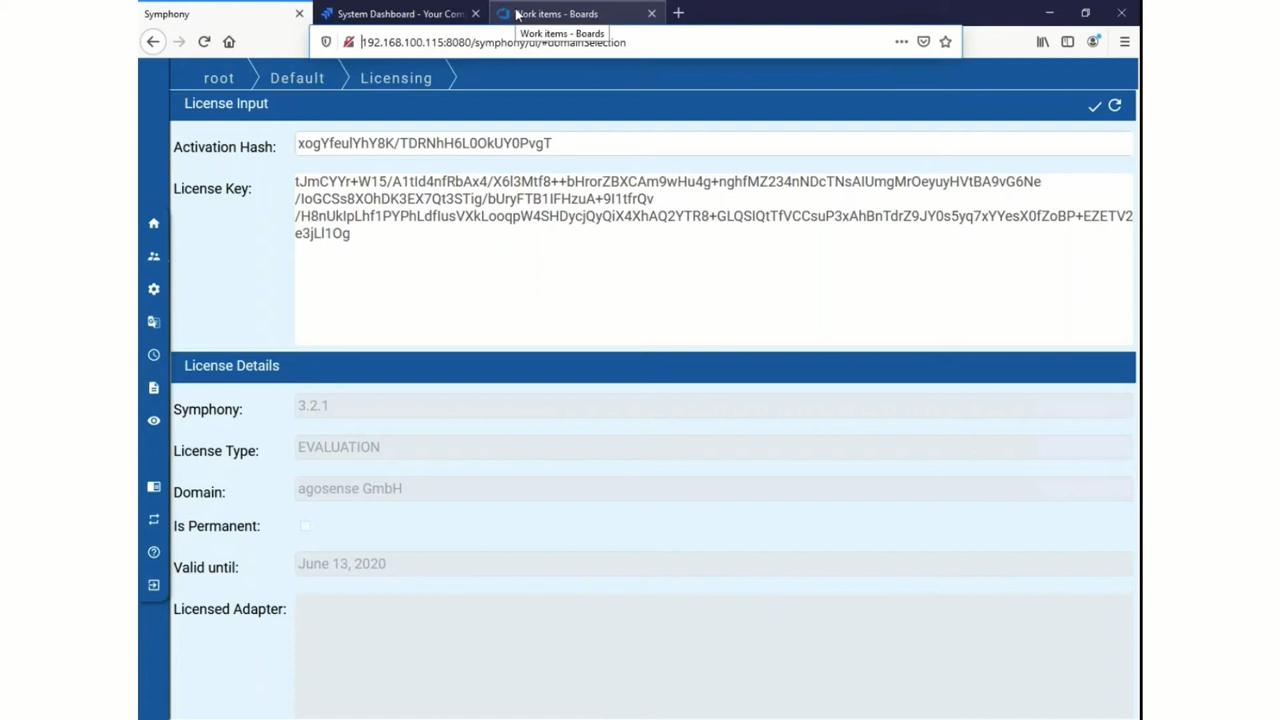 Symphony
System Dashboard - Your Com
Work items - Boards
Work items - Boards
192.168.100.115:8080/symphony/ui/#domainSelection
root
Default
Licensing
License Input
Activation Hash:
xogYfeulYhY8K/TDRNhH6L0OkUY0PvgT
License Key:
tJmCYYr+W15/A1tId4nfRbAx4/X6l3Mtf8++bHrorZBXCAm9wHu4g+nghfMZ234nNDcTNsAIUmgMrOeyuyHVtBA9vG6Ne
/IoGCSs8XOhDK3EX7Qt3STig/bUryFTB1IFHzuA+9I1tfrQv
/H8nUkIpLhf1PYPhLdfIusVXkLooqpW4SHDycjQyQiX4XhAQ2YTR8+GLQSIQtTfVCCsuP3xAhBnTdrZ9JY0s5yq7xYYesX0fZoBP+EZETV2
e3jLl1Og
License Details
Symphony:
3.2.1
License Type:
EVALUATION
Domain:
agosense GmbH
Is Permanent:
Valid until:
June 13, 2020
Licensed Adapter: